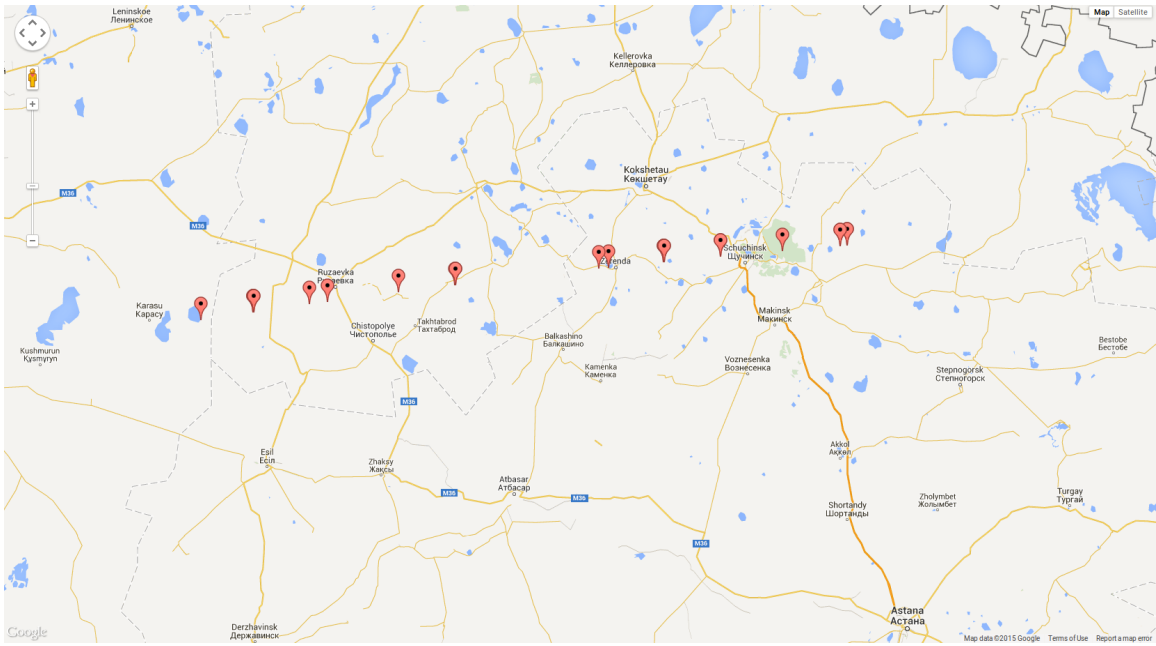 Leninskoe
Ленинское
Map
Satellite
Kellerovka
Келлеровка
Kokshetau
Көкшетау
M36
M36
Schuchinsk
Щучинск
Zerenda
Ruzaevka
Karasu
Карасу
Makinsk
Макинск
Takhtabrod
Тахтаброд
Chistopolye
Чистополье
Balkashino
Балкашино
Bestobe
Бестобе
Kushmurun
Құсмұрун
Voznesenka
Вознесенка
Kamenka
Каменка
Stepnogorsk
Степногорск
M36
Akkol
Ақкөл
Esil
Есіл
Zhaksy
Жақсы
Atbasar
Атбасар
M36
M36
Zholymbet
Жолымбет
Turgay
Тургай
Shortandy
Шортанды
M36
Astana
Астана
Derzhavinsk
Державинск
Google
Map data ©2015 Google
Terms of Use
Report a map error